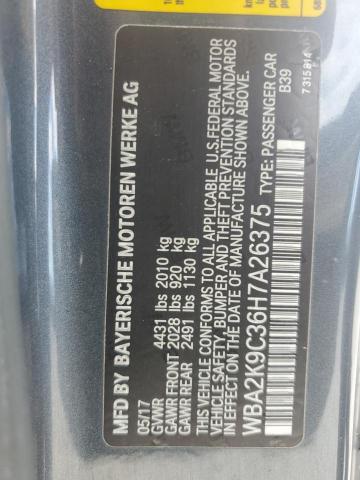 MFD BY BAYERISCHE MOTOREN WERKE AG
05/17
GVWR 4431 lbs 2010 kg
GAWR FRONT 2028 lbs 920 kg
GAWR REAR 2491 lbs 1130 kg
THIS VEHICLE CONFORMS TO ALL APPLICABLE U.S. FEDERAL MOTOR
VEHICLE SAFETY, BUMPER AND THEFT PREVENTION STANDARDS
IN EFFECT ON THE DATE OF MANUFACTURE SHOWN ABOVE.
WBA2K9C36H7A26375 TYPE: PASSENGER CAR
B39
7315814